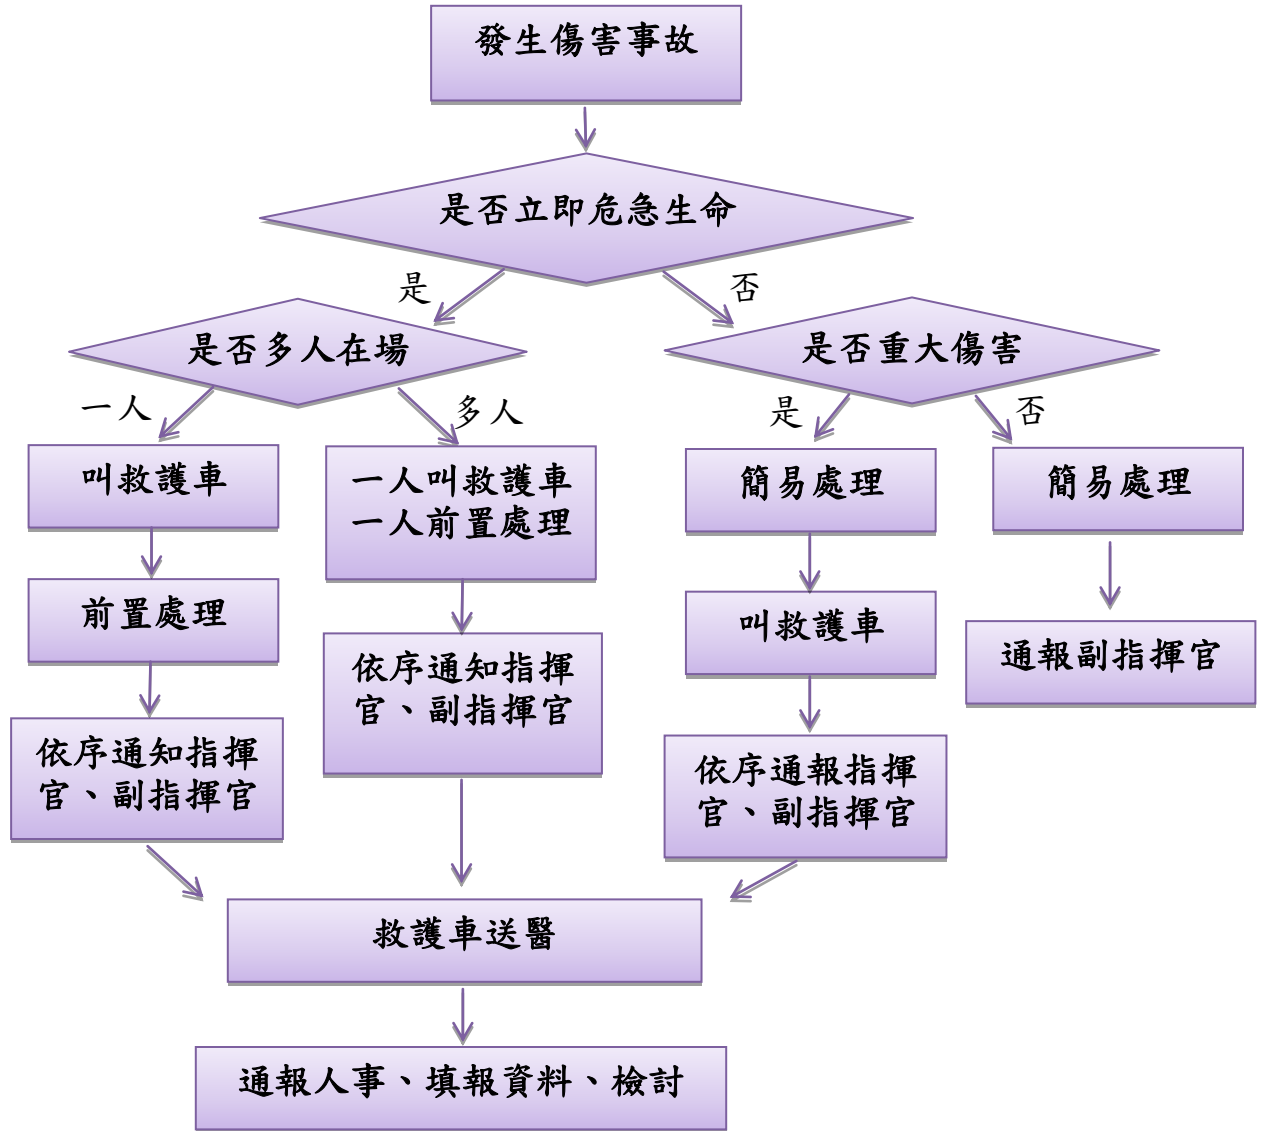 發生傷害事故
是否立即危急生命
是
否
是否多人在場
是否重大傷害
一人
多人
是
否
叫救護車
一人叫救護車
一人前置處理
簡易處理
簡易處理
前置處理
叫救護車
依序通知指揮
官、副指揮官
通報副指揮官
依序通知指揮
官、副指揮官
依序通報指揮
官、副指揮官
救護車送醫
通報人事、填報資料、檢討